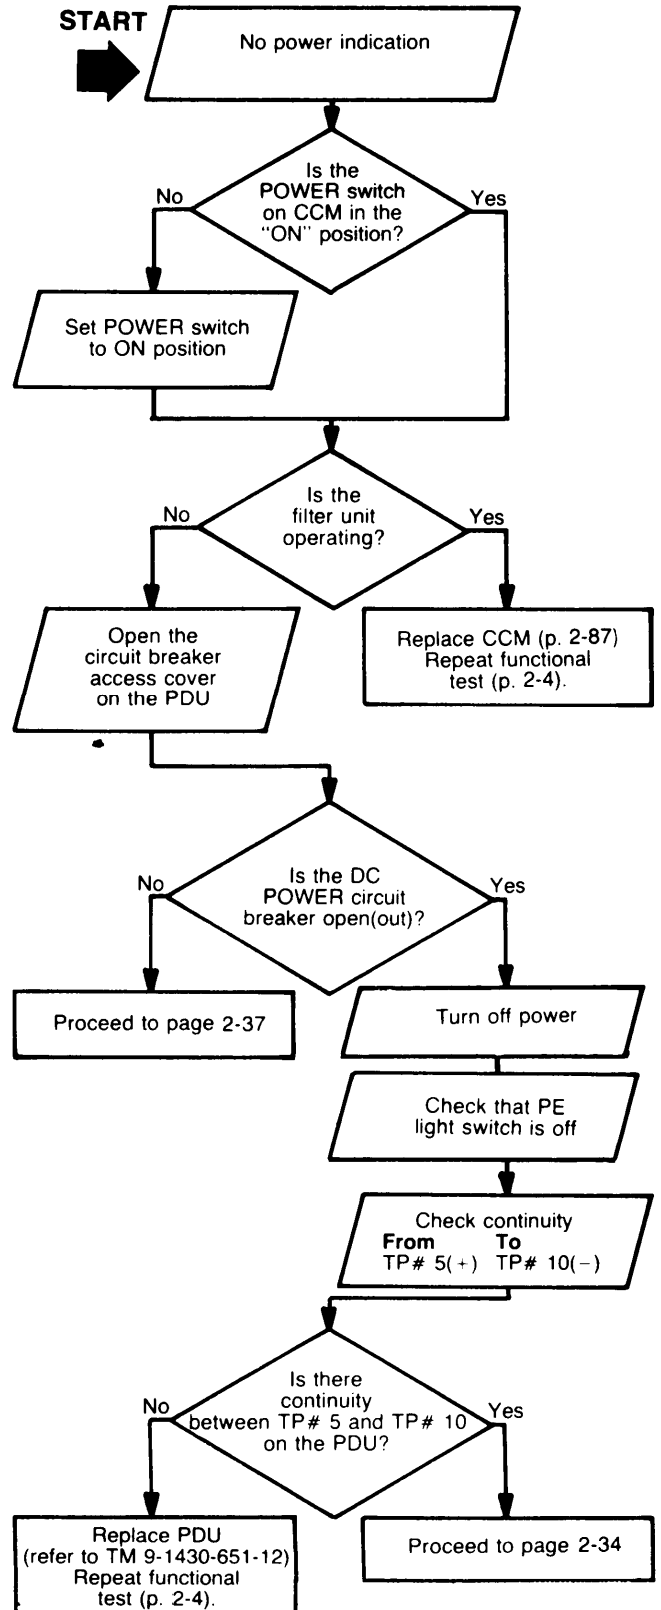 START
No power indication
Is the
POWER switch
on CCM in the
"ON" position?
No
Yes
Set POWER switch
to ON position
Is the
filter unit
operating?
No
Yes
Open the
circuit breaker
access cover
on the PDU
Replace CCM (p. 2-87)
Repeat functional
test (p. 2-4).
Is the DC
POWER circuit
breaker open(out)?
No
Yes
Proceed to page 2-37
Turn off power
Check that PE
light switch is off
Check continuity
From To
TP# 5(+) TP# 10(−)
Is there
continuity
between TP# 5 and TP# 10
on the PDU?
No
Yes
Replace PDU
(refer to TM 9-1430-651-12)
Repeat functional
test (p. 2-4).
Proceed to page 2-34